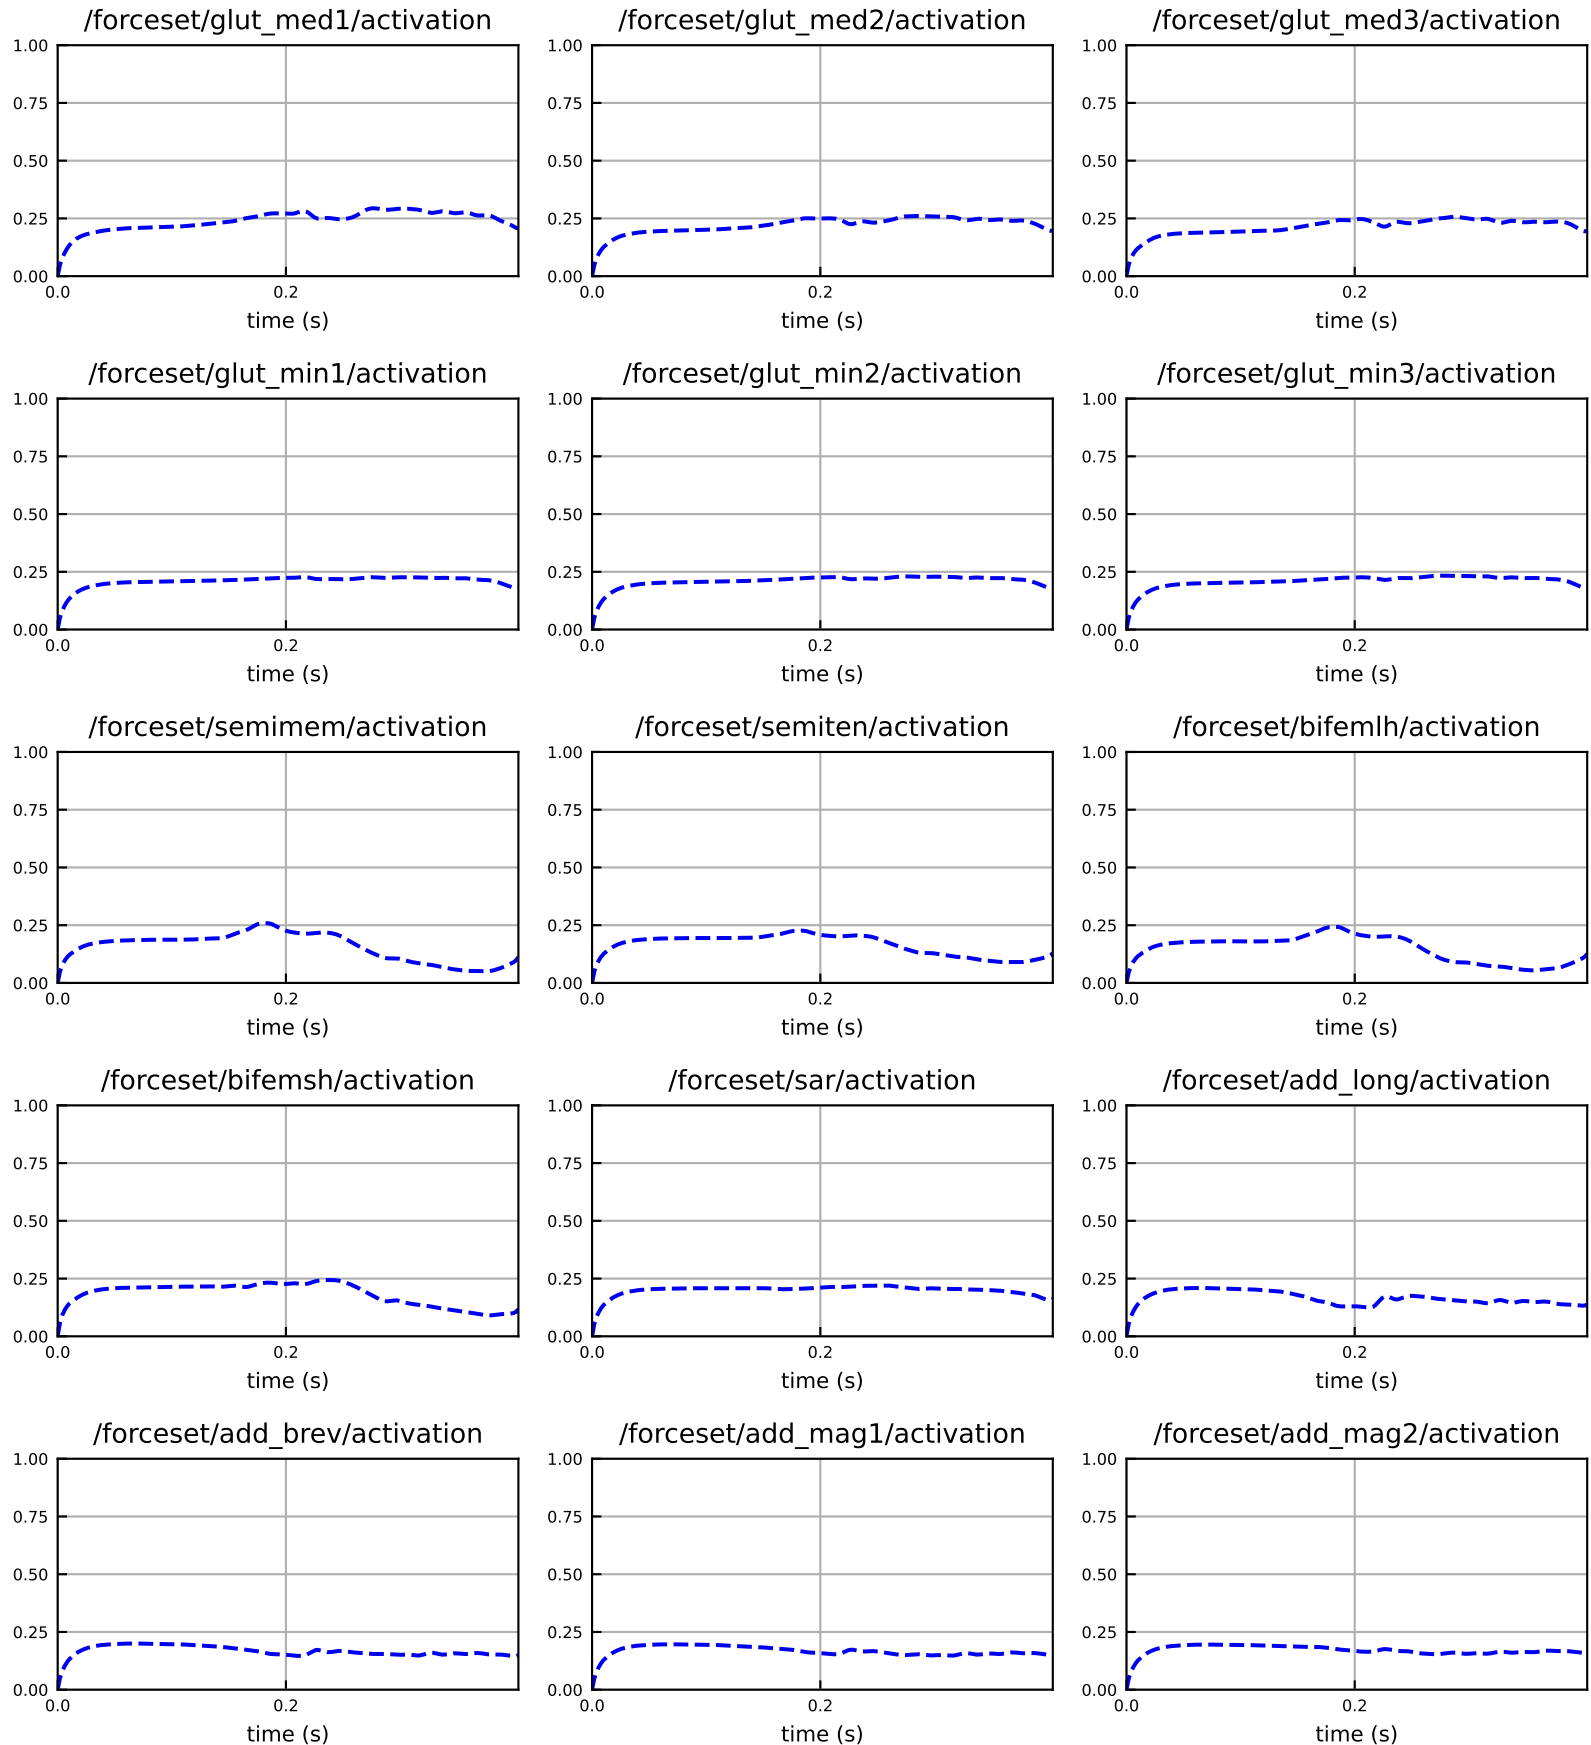 /forceset/glut_med1/activation /forceset/glut_med2/activation /forceset/glut_med3/activation
1.00 1.00 1.00
0.75 0.75 0.75
0.50 0.50 0.50
0.25 0.25 0.25
0.00 0.00 0.00
0.0 0.2 0.0 0.2 0.0 0.2
time (s) time (s) time (s)
/forceset/glut_min1/activation /forceset/glut_min2/activation /forceset/glut_min3/activation
1.00 1.00 1.00
0.75 0.75 0.75
0.50 0.50 0.50
0.25 0.25 0.25
0.00 0.00 0.00
0.0 0.2 0.0 0.2 0.0 0.2
time (s) time (s) time (s)
/forceset/semimem/activation /forceset/semiten/activation /forceset/bifemlh/activation
1.00 1.00 1.00
0.75 0.75 0.75
0.50 0.50 0.50
0.25 0.25 0.25
0.00 0.00 0.00
0.0 0.2 0.0 0.2 0.0 0.2
time (s) time (s) time (s)
/forceset/bifemsh/activation /forceset/sar/activation /forceset/add_long/activation
1.00 1.00 1.00
0.75 0.75 0.75
0.50 0.50 0.50
0.25 0.25 0.25
0.00 0.00 0.00
0.0 0.2 0.0 0.2 0.0 0.2
time (s) time (s) time (s)
/forceset/add_brev/activation /forceset/add_mag1/activation /forceset/add_mag2/activation
1.00 1.00 1.00
0.75 0.75 0.75
0.50 0.50 0.50
0.25 0.25 0.25
0.00 0.00 0.00
0.0 0.2 0.0 0.2 0.0 0.2
time (s) time (s) time (s)